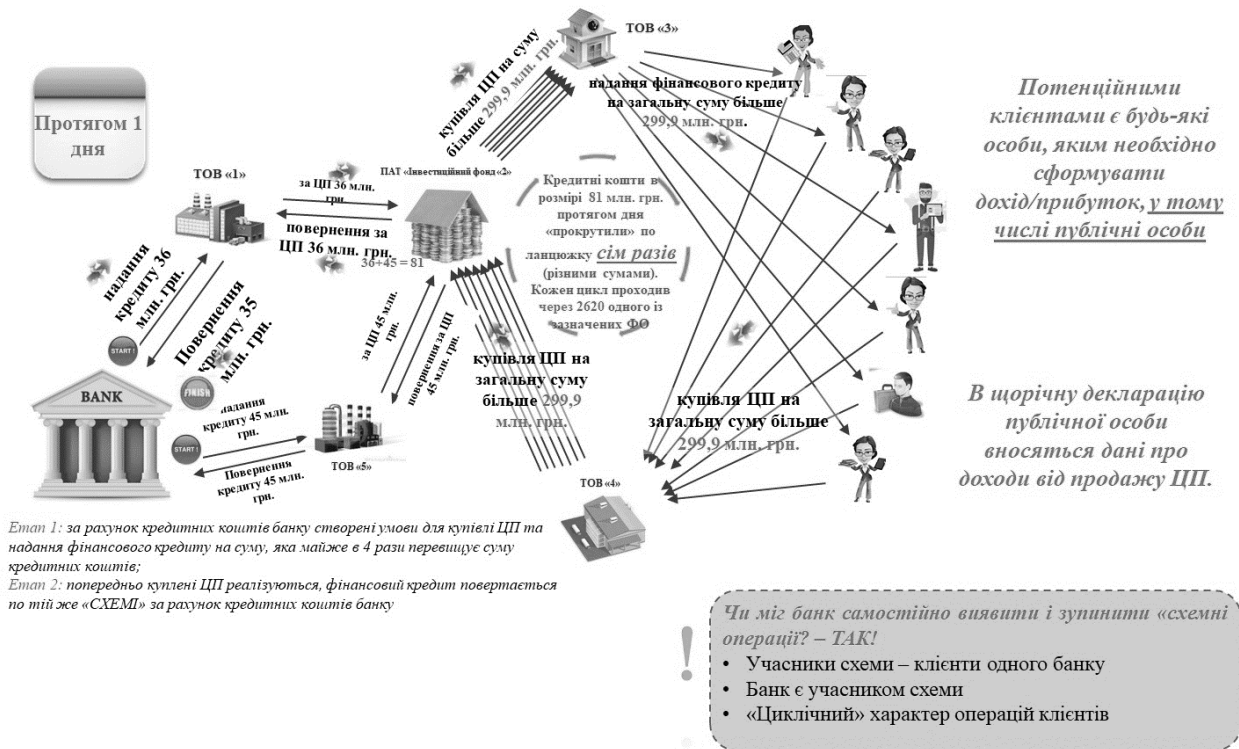 Протягом 1
дня
ТОВ «1»
за ЦП 36 млн.
грн.
повернення за
ЦП 36 млн. грн.
36+45 = 81
ПАТ «Інвестиційний фонд «2»
купівля ЦП на суму
більше 299,9 млн. грн.
ТОВ «3»
надання фінансового кредиту
на загальну суму більше
299,9 млн. грн.
Кредитні кошти в
розмірі 81 млн. грн.
протягом дня
«прокрутили» по
ланцюжку сім разів
(різними сумами).
Кожен цикл проходив
через 2620 одного із
зазначених ФО
Потенційними
клієнтами є будь-які
особи, яким необхідно
сформувати
дохід/прибуток, у тому
числі публічні особи
надання
кредиту 36
млн. грн.
Повернення
кредиту 35
млн. грн.
START !
FINISH
BANK
START !
надання
кредиту 45 млн.
грн.
Повернення
кредиту 45 млн.
грн.
ТОВ «5»
за ЦП 45 млн.
грн.
повернення за ЦП
45 млн. грн.
купівля ЦП на
загальну суму
більше 299,9
млн. грн.
купівля ЦП на
загальну суму більше
299,9 млн. грн.
ТОВ «4»
В щорічну декларацію
публічної особи
вносяться дані про
доходи від продажу ЦП.
Етап 1: за рахунок кредитних коштів банку створені умови для купівлі ЦП та
надання фінансового кредиту на суму, яка майже в 4 рази перевищує суму
кредитних коштів;
Етап 2: попередньо куплені ЦП реалізуються, фінансовий кредит повертається
по тій же «СХЕМІ» за рахунок кредитних коштів банку
!
Чи міг банк самостійно виявити і зупинити «схемні
операції? – ТАК!
• Учасники схеми – клієнти одного банку
• Банк є учасником схеми
• «Циклічний» характер операцій клієнтів